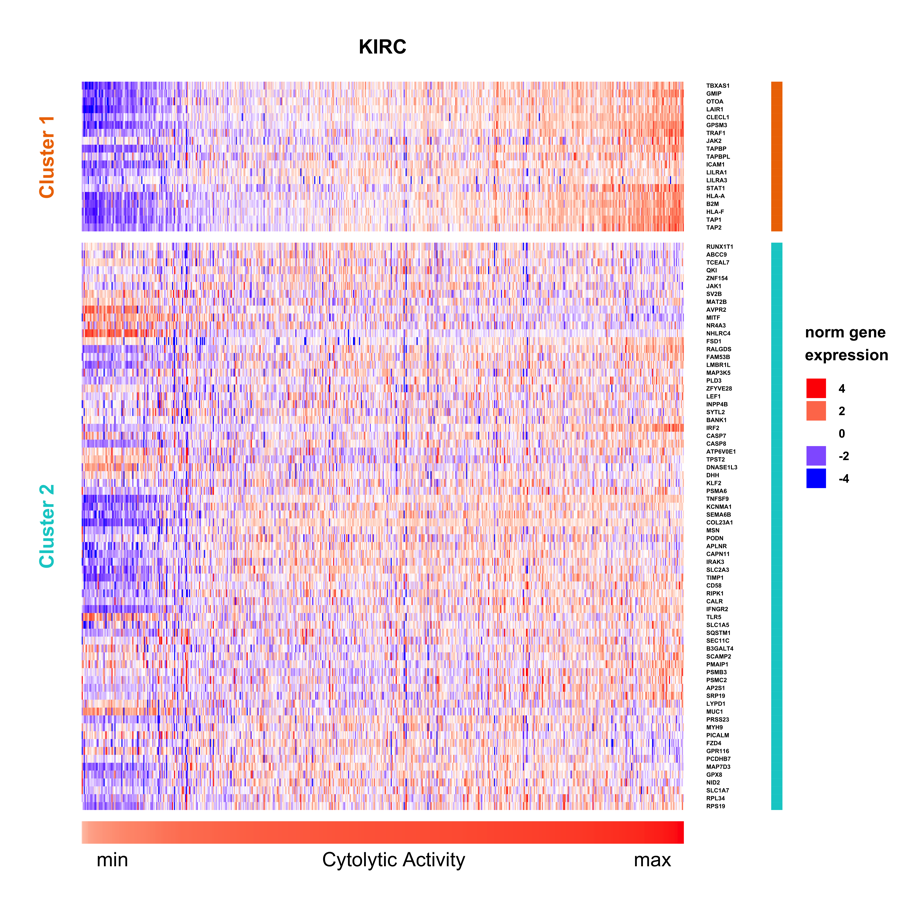 KIRC
Cluster 1
TBXAS1
GMIP
OTOA
LAIR1
CLECL1
GPSM3
TRAF1
JAK2
TAPBP
TAPBPL
ICAM1
LILRA1
LILRA3
STAT1
HLA-A
B2M
HLA-F
TAP1
TAP2
Cluster 2
RUNX1T1
ABCC9
TCEAL7
QKI
ZNF154
JAK1
SV2B
MAT2B
AVPR2
MITF
NR4A3
NHLRC4
FSD1
RALGDS
FAM53B
LMBR1L
MAP3K5
PLD3
ZFYVE28
LEF1
INPP4B
SYTL2
BANK1
IRF2
CASP7
CASP8
ATP6V0E1
TPST2
DNASE1L3
DHH
KLF2
PSMA6
TNFSF9
KCNMA1
SEMA6B
COL23A1
MSN
PODN
APLNR
CAPN11
IRAK3
SLC2A3
TIMP1
CD58
RIPK1
CALR
IFNGR2
TLR5
SLC1A5
SQSTM1
SEC11C
B3GALT4
SCAMP2
PMAIP1
PSMB3
PSMC2
AP2S1
SRP19
LYPD1
MUC1
PRSS23
MYH9
PICALM
FZD4
GPR116
PCDHB7
MAP7D3
GPX8
NID2
SLC1A7
RPL34
RPS19
norm gene
expression
4
2
0
-2
-4
min Cytolytic Activity max